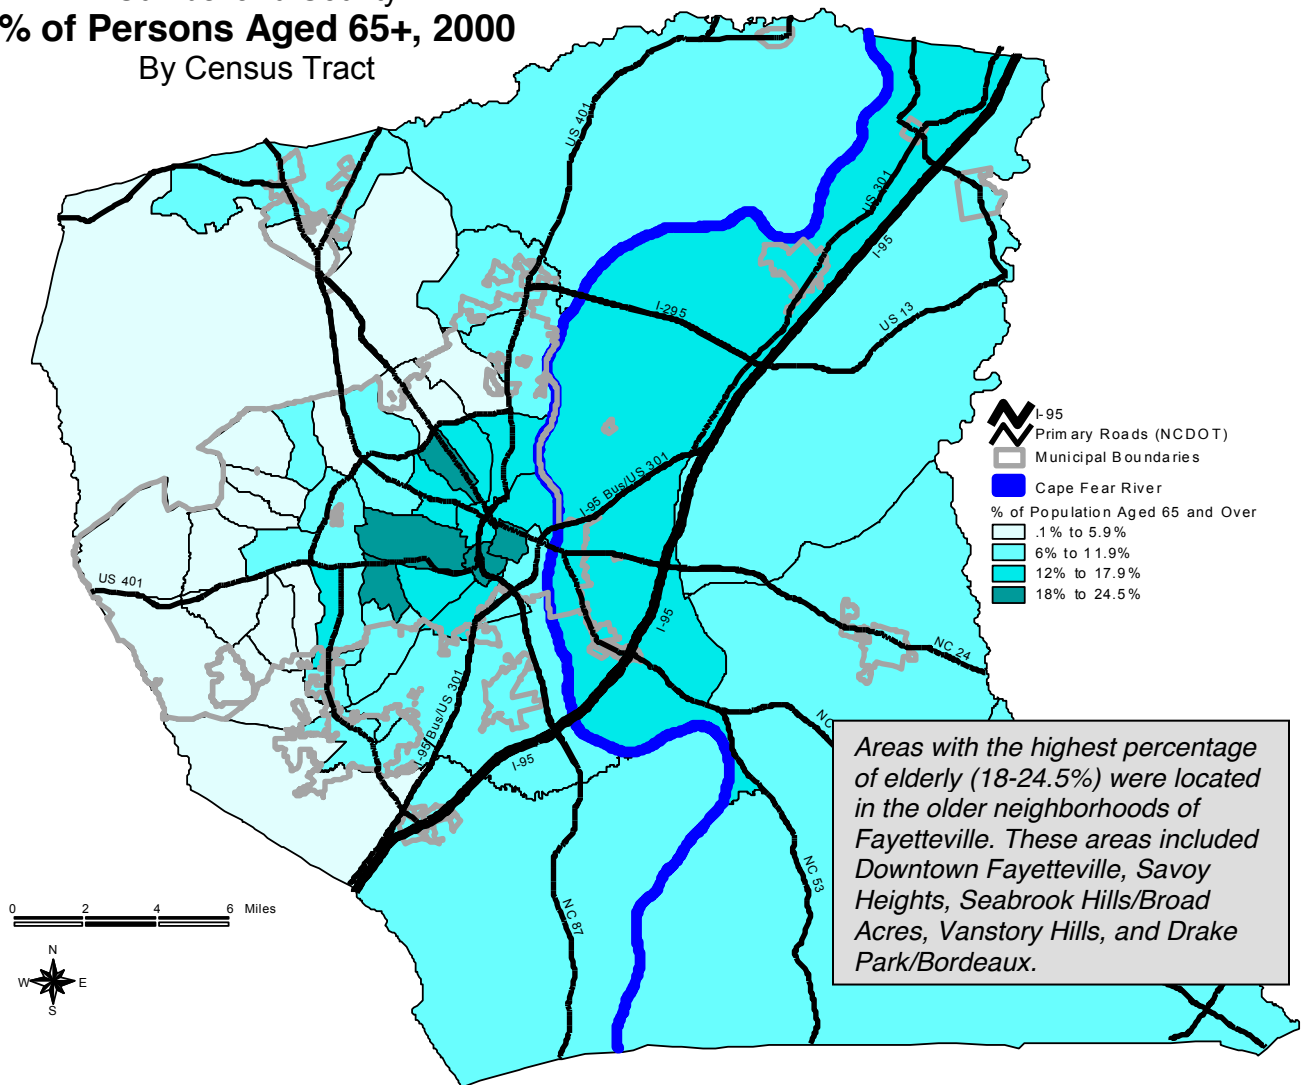 % of Persons Aged 65+, 2000
By Census Tract
US 401
US 301
I-95
I-295
US 13
I-95 Bus/US 301
US 401
I-95
NC 24
I-95/Bus/US 301
I-95
NC
NC 53
NC 87
I-95
Primary Roads (NCDOT)
Municipal Boundaries
Cape Fear River
% of Population Aged 65 and Over
.1% to 5.9%
6% to 11.9%
12% to 17.9%
18% to 24.5%
Areas with the highest percentage
of elderly (18-24.5%) were located
in the older neighborhoods of
Fayetteville. These areas included
Downtown Fayetteville, Savoy
Heights, Seabrook Hills/Broad
Acres, Vanstory Hills, and Drake
Park/Bordeaux.
0 2 4 6 Miles
N
W E
S